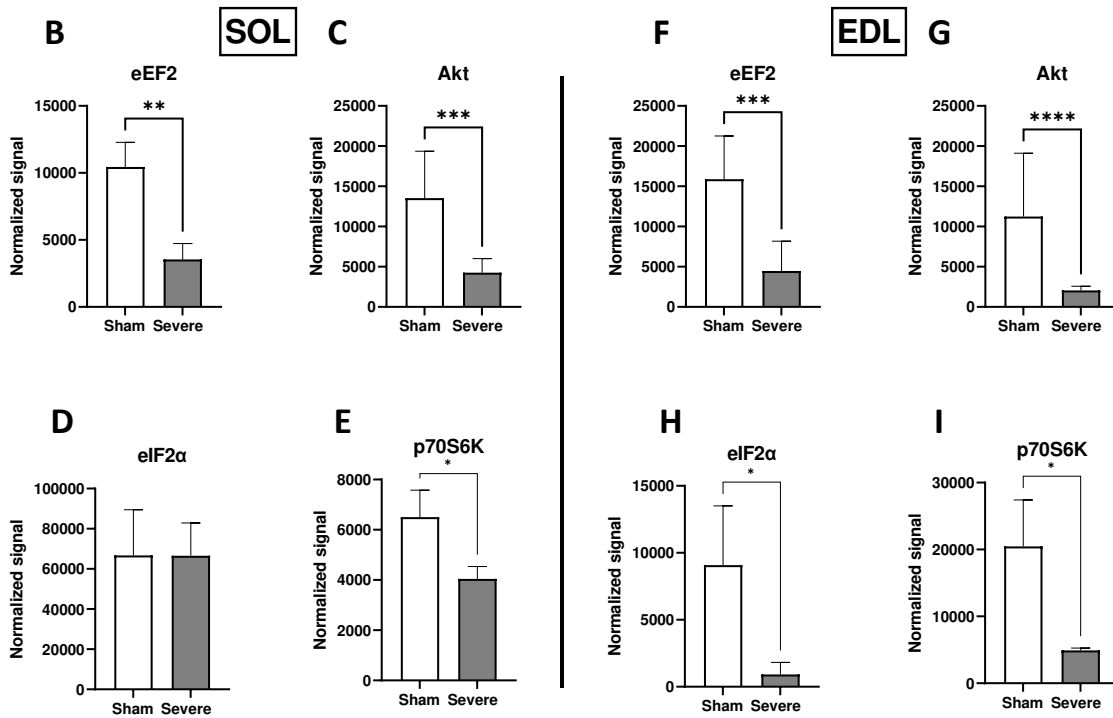 B SOL C
eEF2
Normalized signal
15000
10000
5000
0
**
Sham Severe
Akt
Normalized signal
25000
20000
15000
10000
5000
0
***
Sham Severe
F EDL G
eEF2
Normalized signal
25000
20000
15000
10000
5000
0
***
Sham Severe
Akt
Normalized signal
25000
20000
15000
10000
5000
0
****
Sham Severe
D
eIF2α
Normalized signal
100000
80000
60000
40000
20000
0
Sham Severe
E
p70S6K
Normalized signal
8000
6000
4000
2000
0
*
Sham Severe
H
eIF2α
Normalized signal
15000
10000
5000
0
*
Sham Severe
I
p70S6K
Normalized signal
30000
20000
10000
0
*
Sham Severe